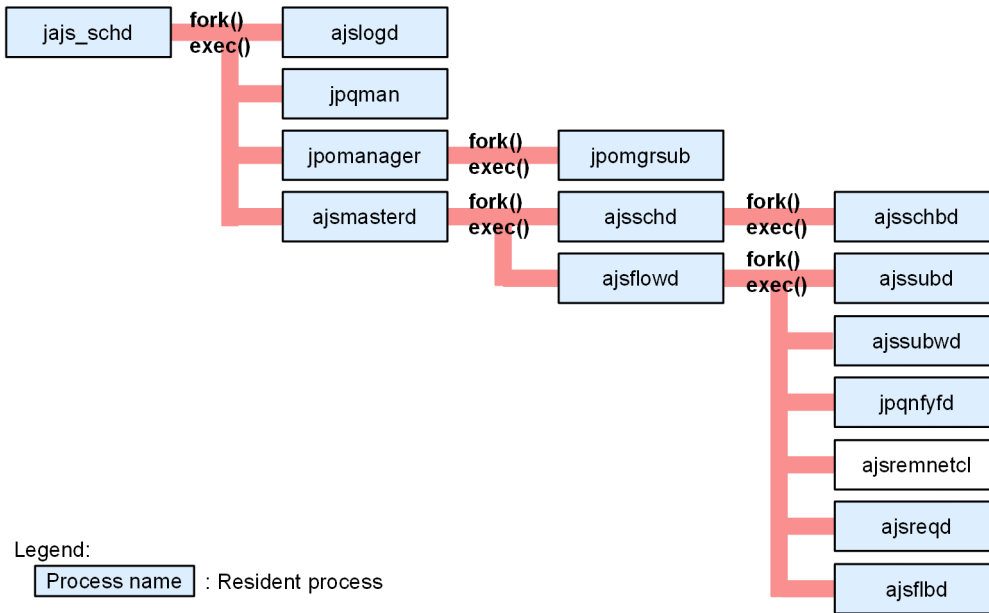 jajs_schd
fork()
exec()
ajslogd
jpqman
jpomanager
fork()
exec()
jpomgrsub
ajsmasterd
fork()
exec()
ajsschd
fork()
exec()
ajsschbd
ajsflowd
fork()
exec()
ajssubd
ajssubwd
jpqnfyfd
ajsremnetcl
ajsreqd
ajsflbd
Legend:
Process name : Resident process